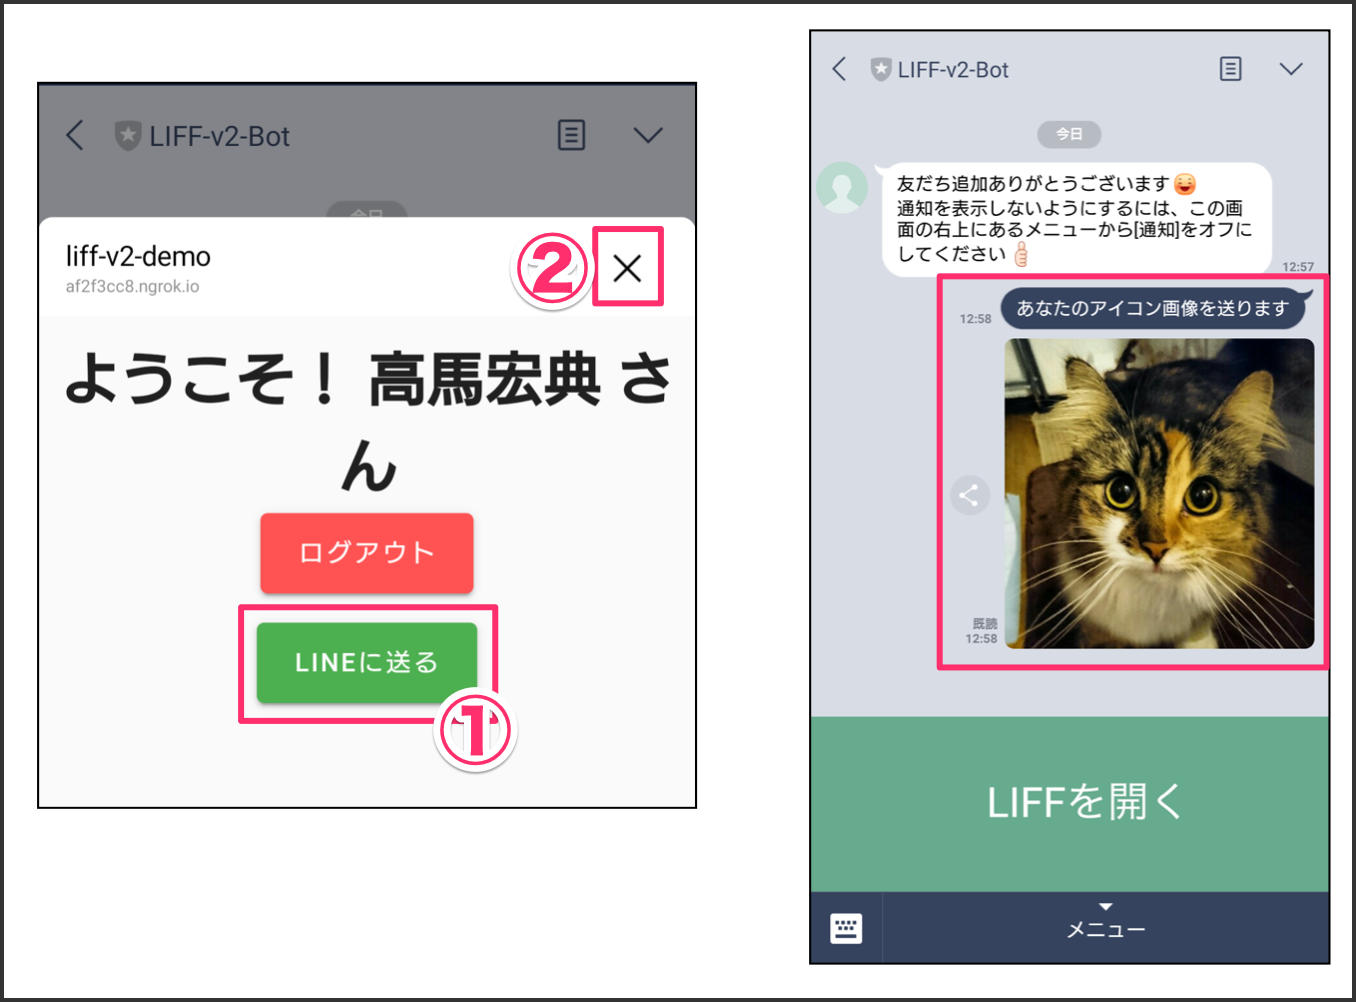 LIFF-v2-Bot
今日
liff-v2-demo
af2f3cc8.ngrok.io
②
ようこそ！ 高馬宏典 さ
ん
ログアウト
LINEに送る
①
LIFF-v2-Bot
今日
友だち追加ありがとうございます😆
通知を表示しないようにするには、この画
面の右上にあるメニューから[通知]をオフに
してください👍
12:57
12:58
あなたのアイコン画像を送ります
既読
12:58
LIFFを開く
メニュー